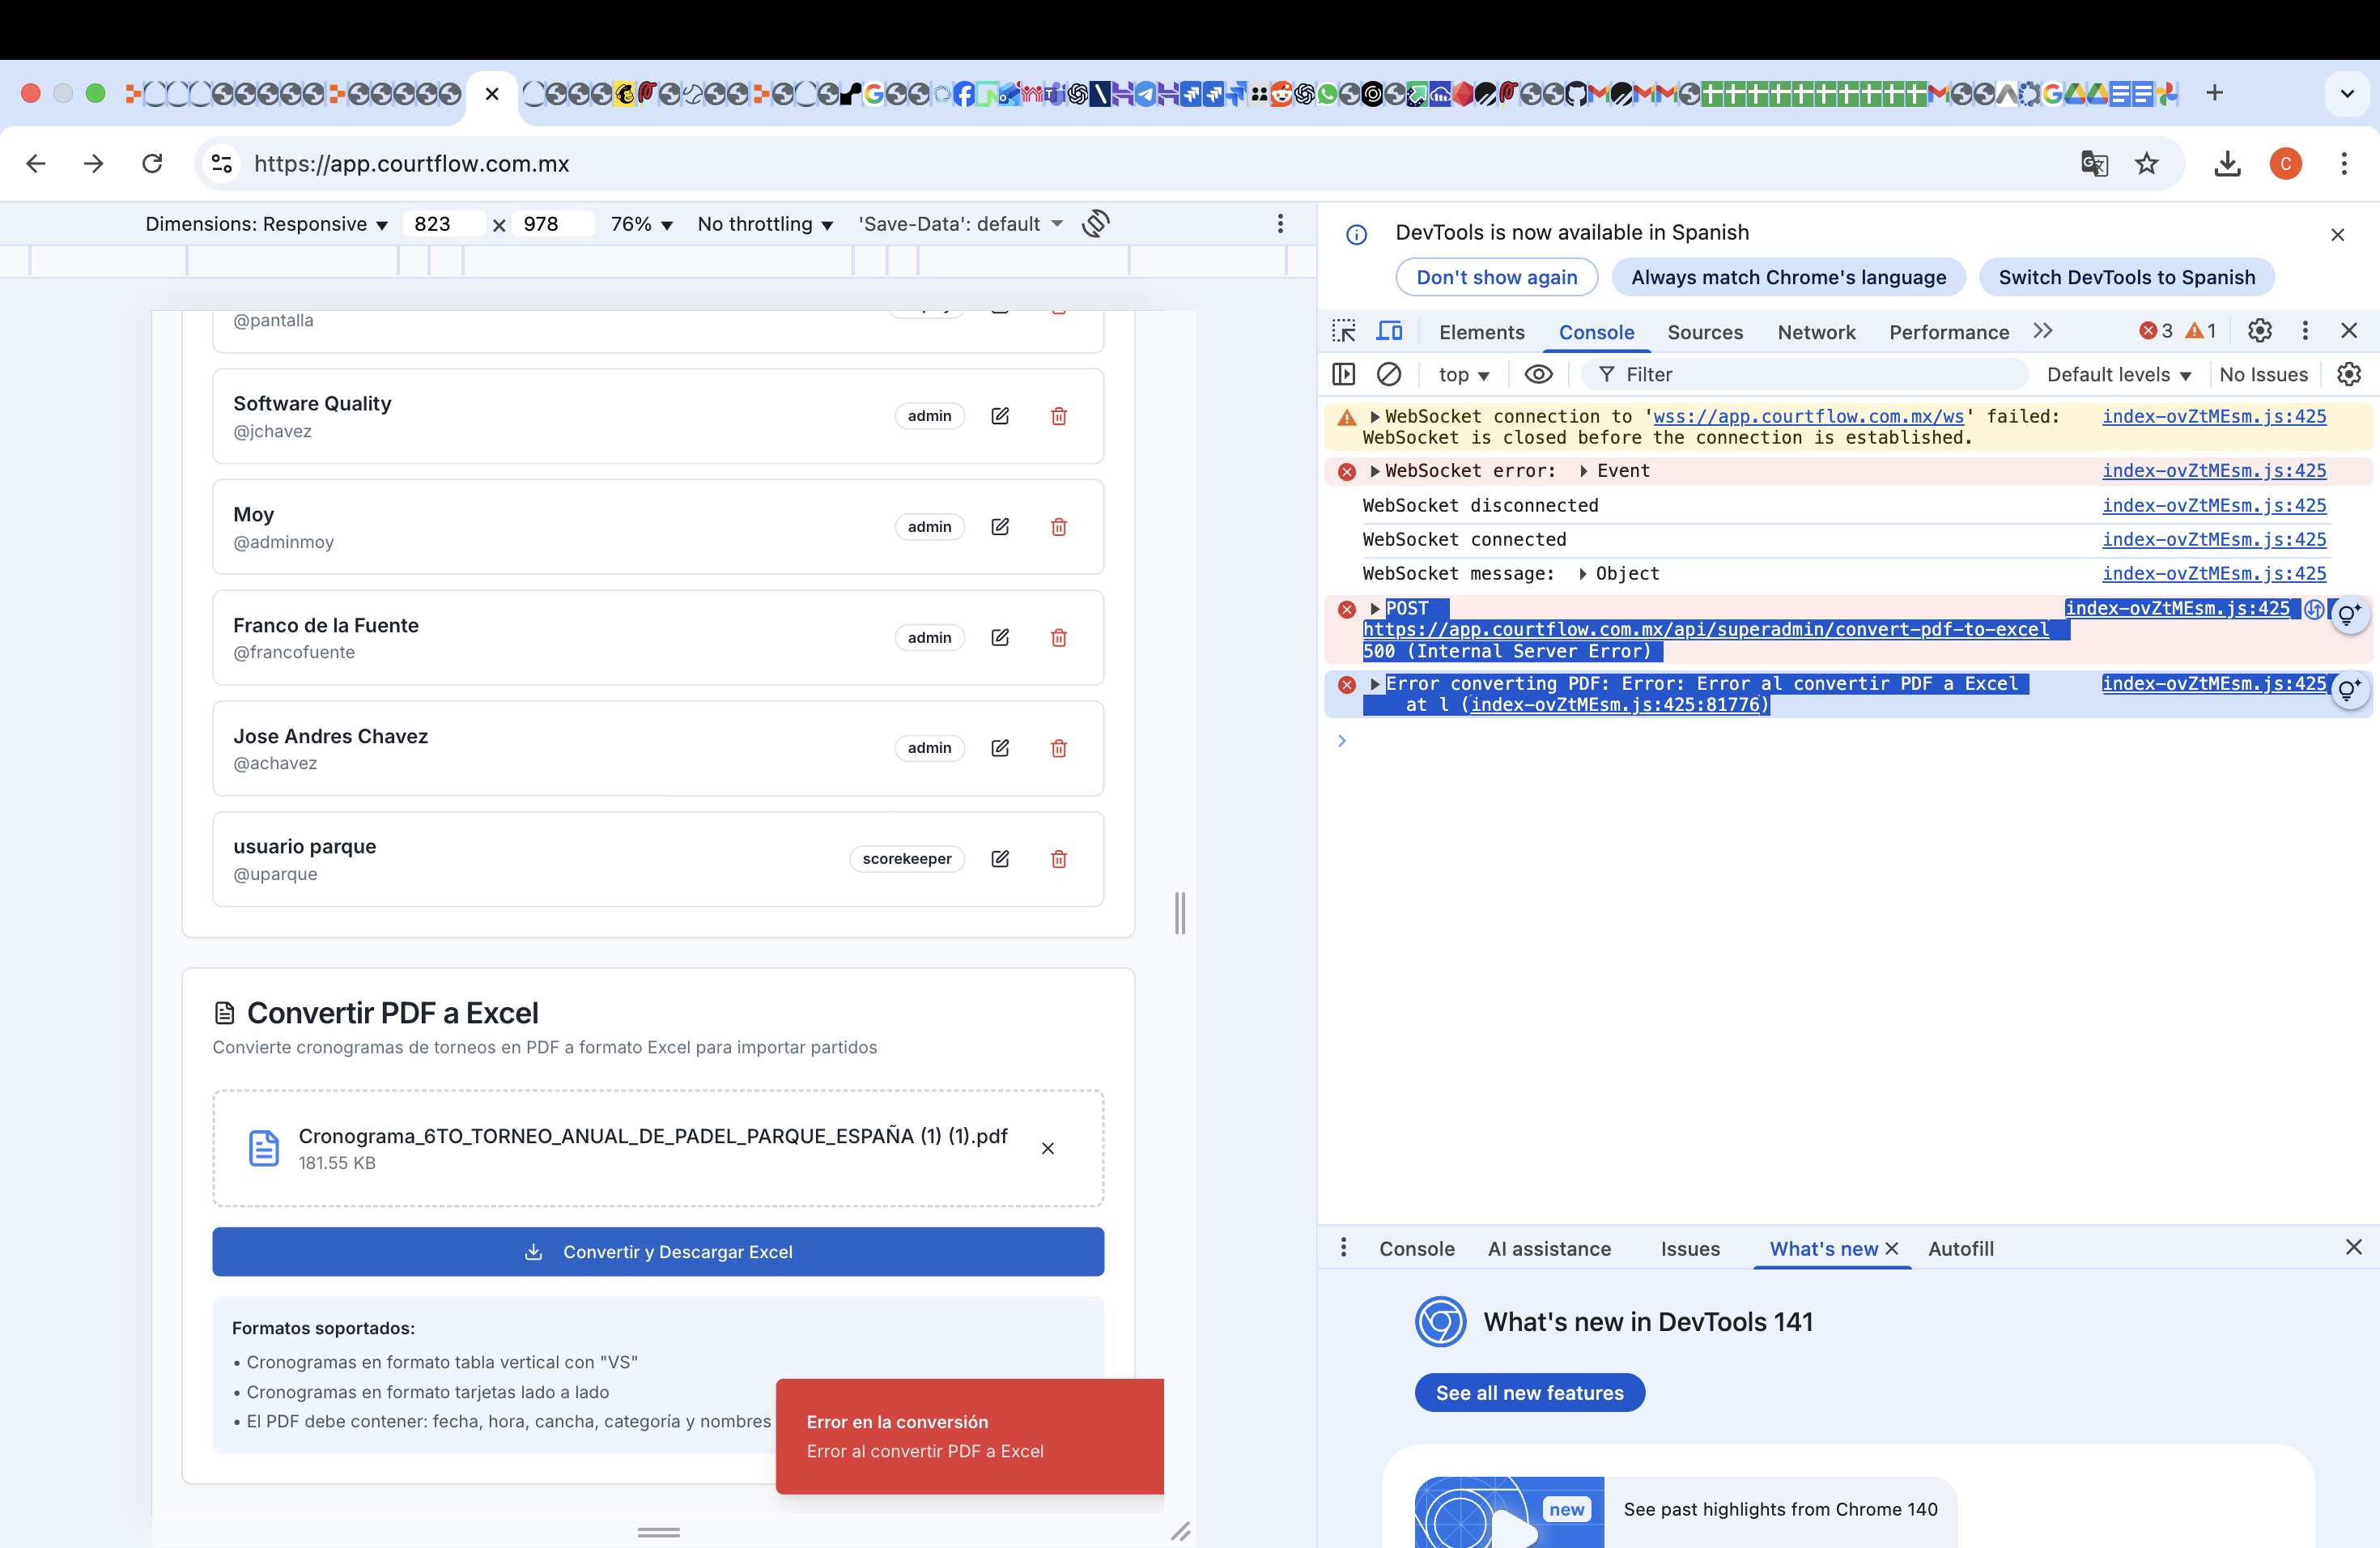 https://app.courtflow.com.mx
Dimensions: Responsive ▼ 823 × 978 76% ▼ No throttling ▼ 'Save-Data': default
@pantalla
Software Quality
@jchavez
admin
Moy
@adminmoy
admin
Franco de la Fuente
@francofuente
admin
Jose Andres Chavez
@achavez
admin
usuario parque
@uparque
scorekeeper
Convertir PDF a Excel
Convierte cronogramas de torneos en PDF a formato Excel para importar partidos
Cronograma_6TO_TORNEO_ANUAL_DE_PADEL_PARQUE_ESPAÑA (1) (1).pdf
181.55 KB
Convertir y Descargar Excel
Formatos soportados:
• Cronogramas en formato tabla vertical con "VS"
• Cronogramas en formato tarjetas lado a lado
• El PDF debe contener: fecha, hora, cancha, categoría y nombres
Error en la conversión
Error al convertir PDF a Excel
DevTools is now available in Spanish
Don't show again
Always match Chrome's language
Switch DevTools to Spanish
Elements Console Sources Network Performance 3 1
top ▼ Filter Default levels ▼ No Issues
WebSocket connection to 'wss://app.courtflow.com.mx/ws' failed: index-ovZtMEsm.js:425
WebSocket is closed before the connection is established.
WebSocket error: Event index-ovZtMEsm.js:425
WebSocket disconnected index-ovZtMEsm.js:425
WebSocket connected index-ovZtMEsm.js:425
WebSocket message: Object index-ovZtMEsm.js:425
POST index-ovZtMEsm.js:425
https://app.courtflow.com.mx/api/superadmin/convert-pdf-to-excel
500 (Internal Server Error)
Error converting PDF: Error: Error al convertir PDF a Excel index-ovZtMEsm.js:425
at l (index-ovZtMEsm.js:425:81776)
Console AI assistance Issues What's new Autofill
What's new in DevTools 141
See all new features
new
See past highlights from Chrome 140
C